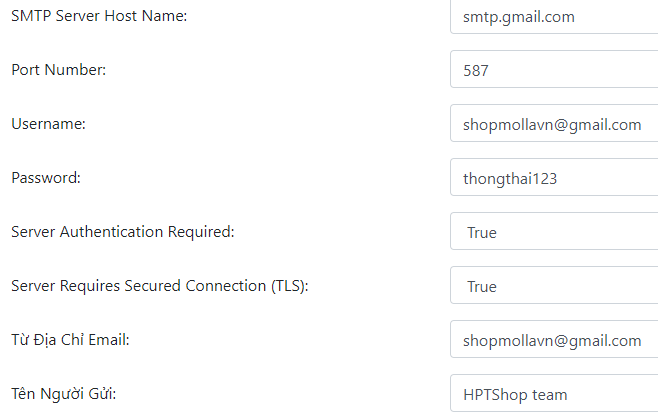 SMTP Server Host Name: smtp.gmail.com
Port Number: 587
Username: shopmollavn@gmail.com
Password: thongthai123
Server Authentication Required: True
Server Requires Secured Connection (TLS): True
Từ Địa Chỉ Email: shopmollavn@gmail.com
Tên Người Gửi: HPTShop team